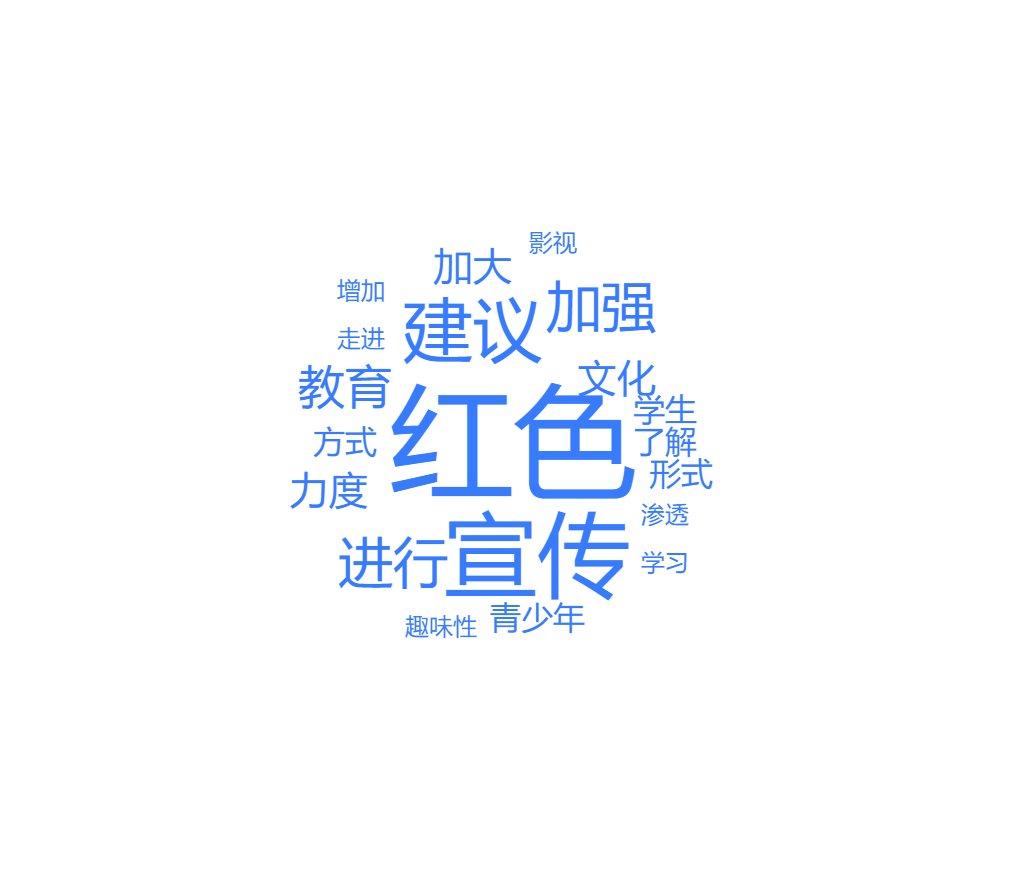 影视
加大
增加
加强
建议
走进
教育
文化
红色
学生
方式
了解
形式
力度
渗透
宣传
进行
学习
青少年
趣味性